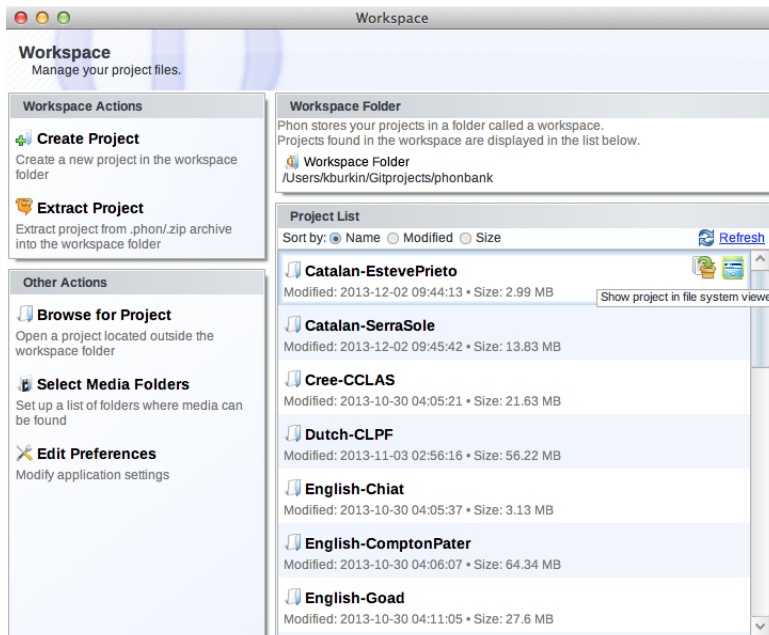 Workspace
Workspace
Manage your project files.
Workspace Actions
Create Project
Create a new project in the workspace
folder
Extract Project
Extract project from .phon/.zip archive
into the workspace folder
Other Actions
Browse for Project
Open a project located outside the
workspace folder
Select Media Folders
Set up a list of folders where media can
be found
Edit Preferences
Modify application settings
Workspace Folder
Phon stores your projects in a folder called a workspace.
Projects found in the workspace are displayed in the list below.
Workspace Folder
/Users/kburkin/Gitprojects/phonbank
Project List
Sort by: Name Modified Size Refresh
Catalan-EstevePrieto
Modified: 2013-12-02 09:44:13 • Size: 2.99 MB
Show project in file system viewe
Catalan-SerraSole
Modified: 2013-12-02 09:45:42 • Size: 13.83 MB
Cree-CCLAS
Modified: 2013-10-30 04:05:21 • Size: 21.63 MB
Dutch-CLPF
Modified: 2013-11-03 02:56:16 • Size: 56.22 MB
English-Chiat
Modified: 2013-10-30 04:05:37 • Size: 3.13 MB
English-ComptonPater
Modified: 2013-10-30 04:06:07 • Size: 64.34 MB
English-Goad
Modified: 2013-10-30 04:11:05 • Size: 27.6 MB